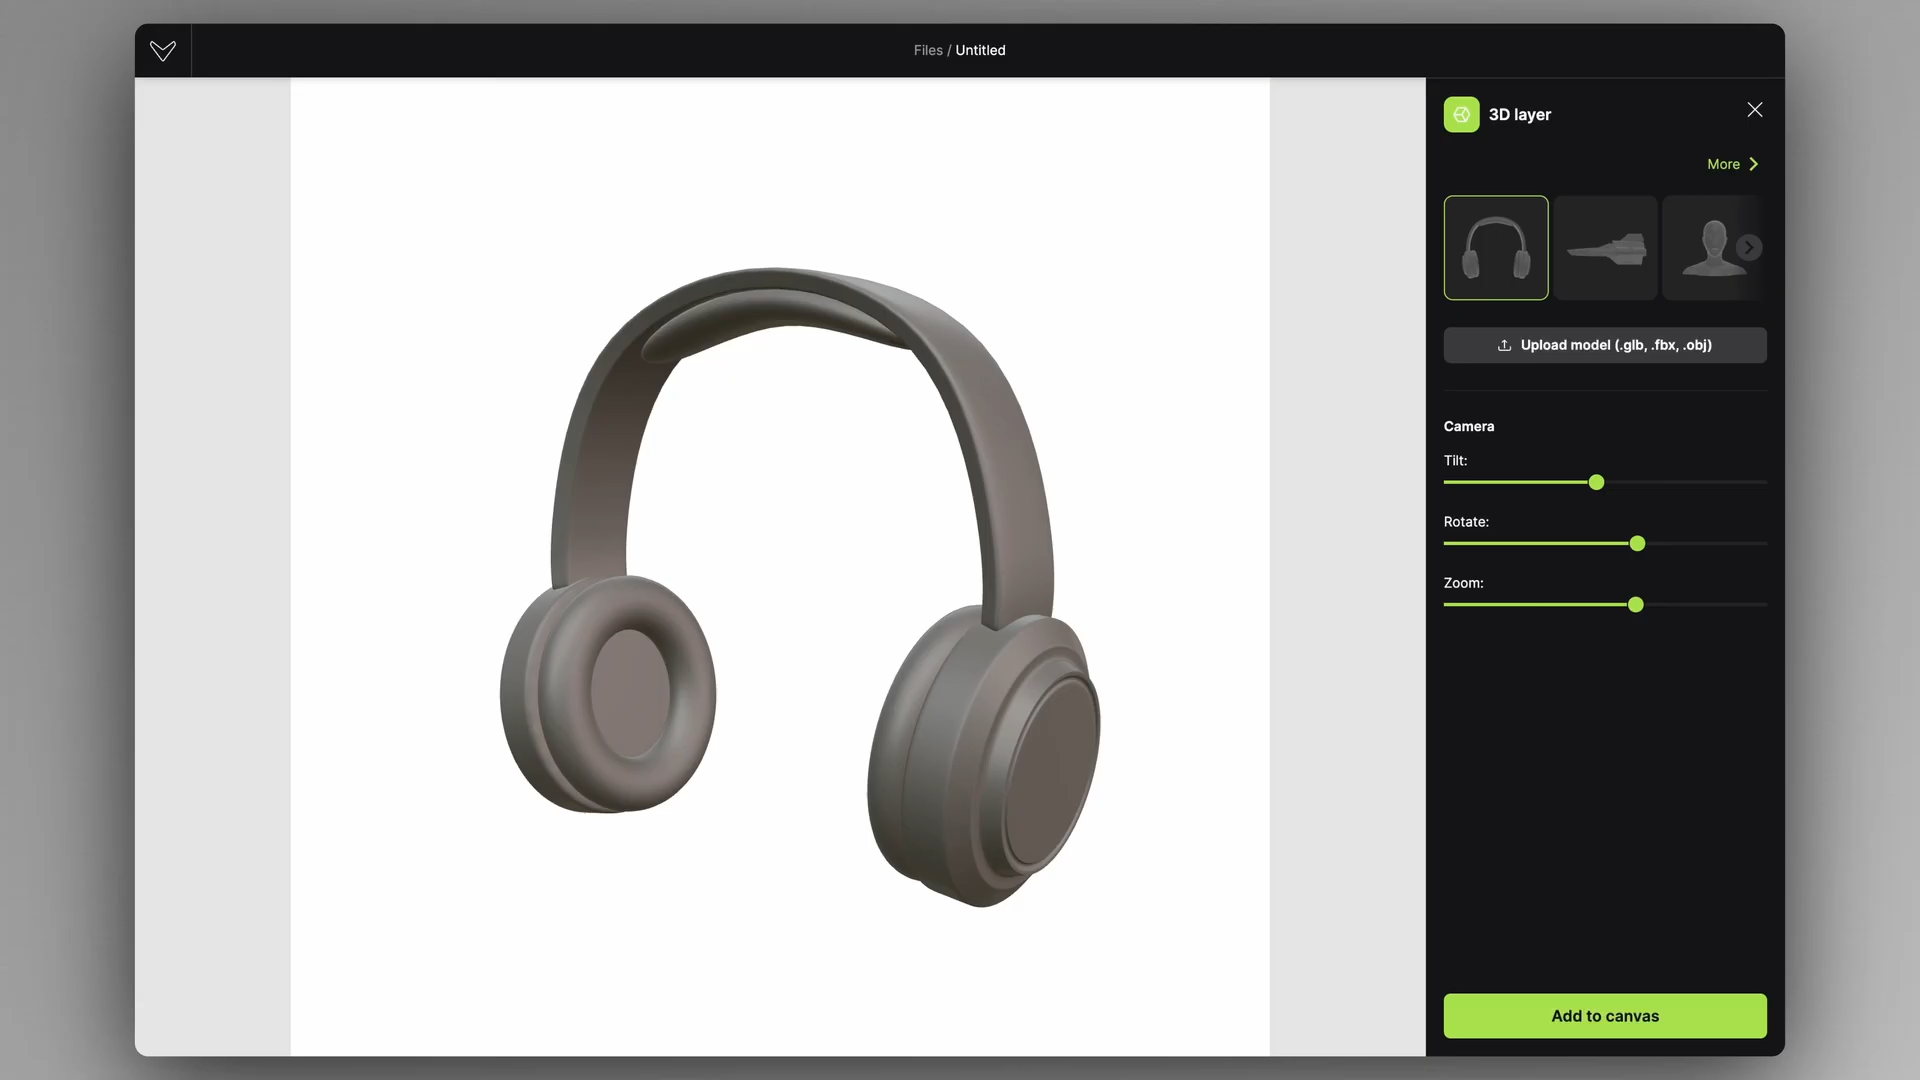 Files / Untitled
3D layer
More
Upload model (.glb, .fbx, .obj)
Camera
Tilt:
Rotate:
Zoom:
Add to canvas